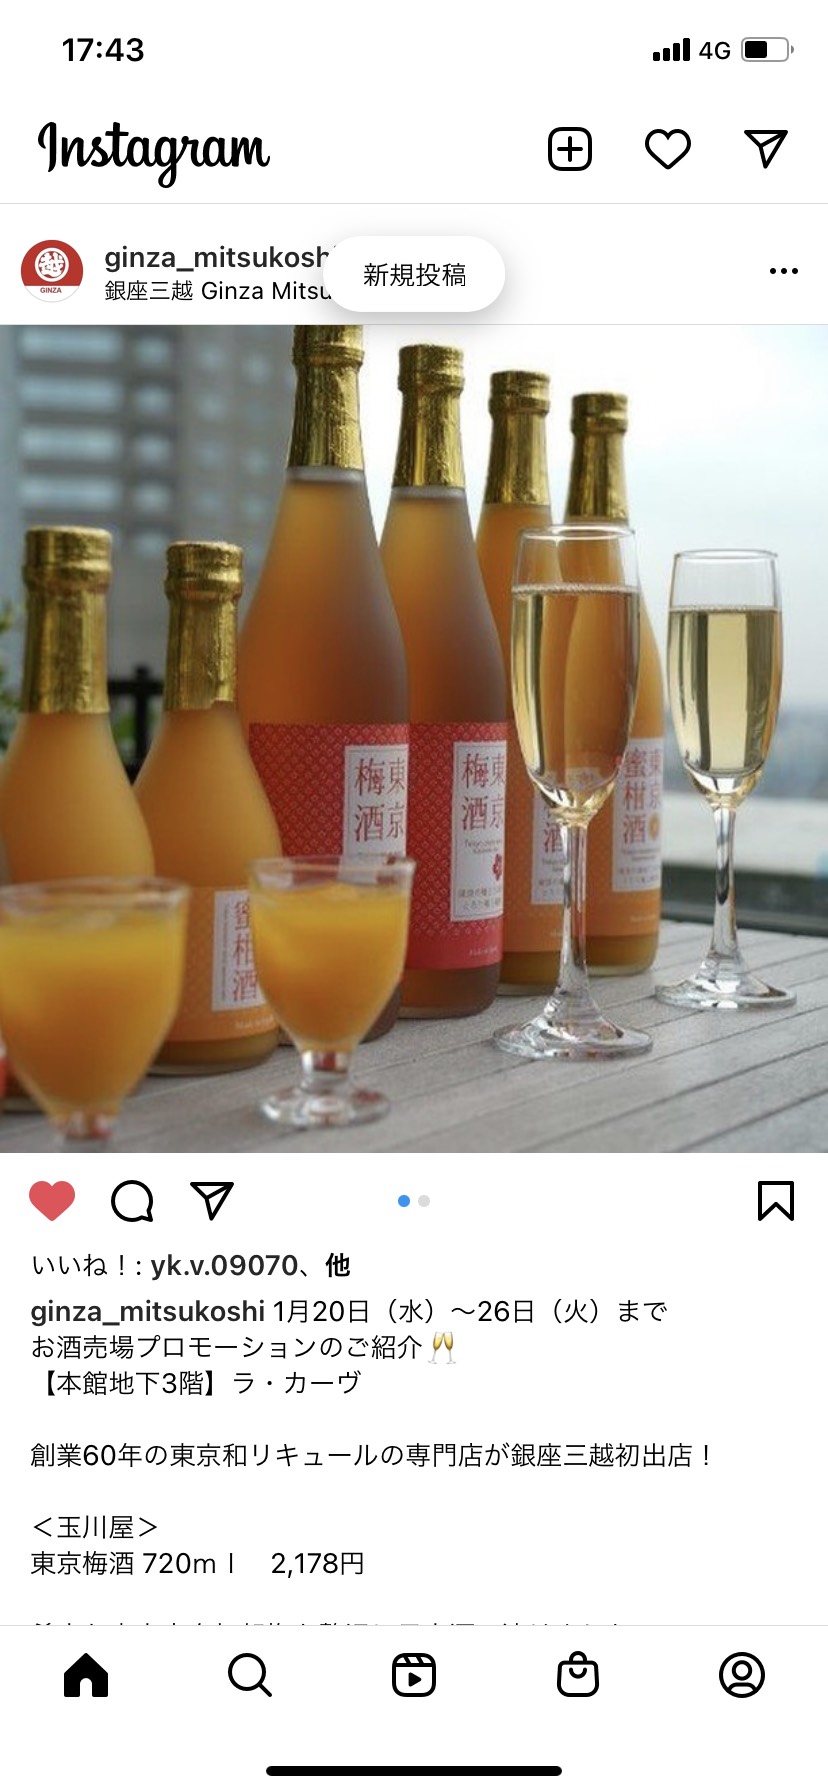 17:43
4G
Instagram
越
GINZA
ginza_mitsukoshi
新規投稿
銀座三越 Ginza Mitsu
梅酒 東京
梅酒 東京
酒
蜜柑酒 東京
蜜柑酒
いいね！: yk.v.09070、他
ginza_mitsukoshi 1月20日（水）〜26日（火）まで
お酒売場プロモーションのご紹介🥂
【本館地下3階】ラ・カーヴ
創業60年の東京和リキュールの専門店が銀座三越初出店！
＜玉川屋＞
東京梅酒 720ｍｌ　2,178円